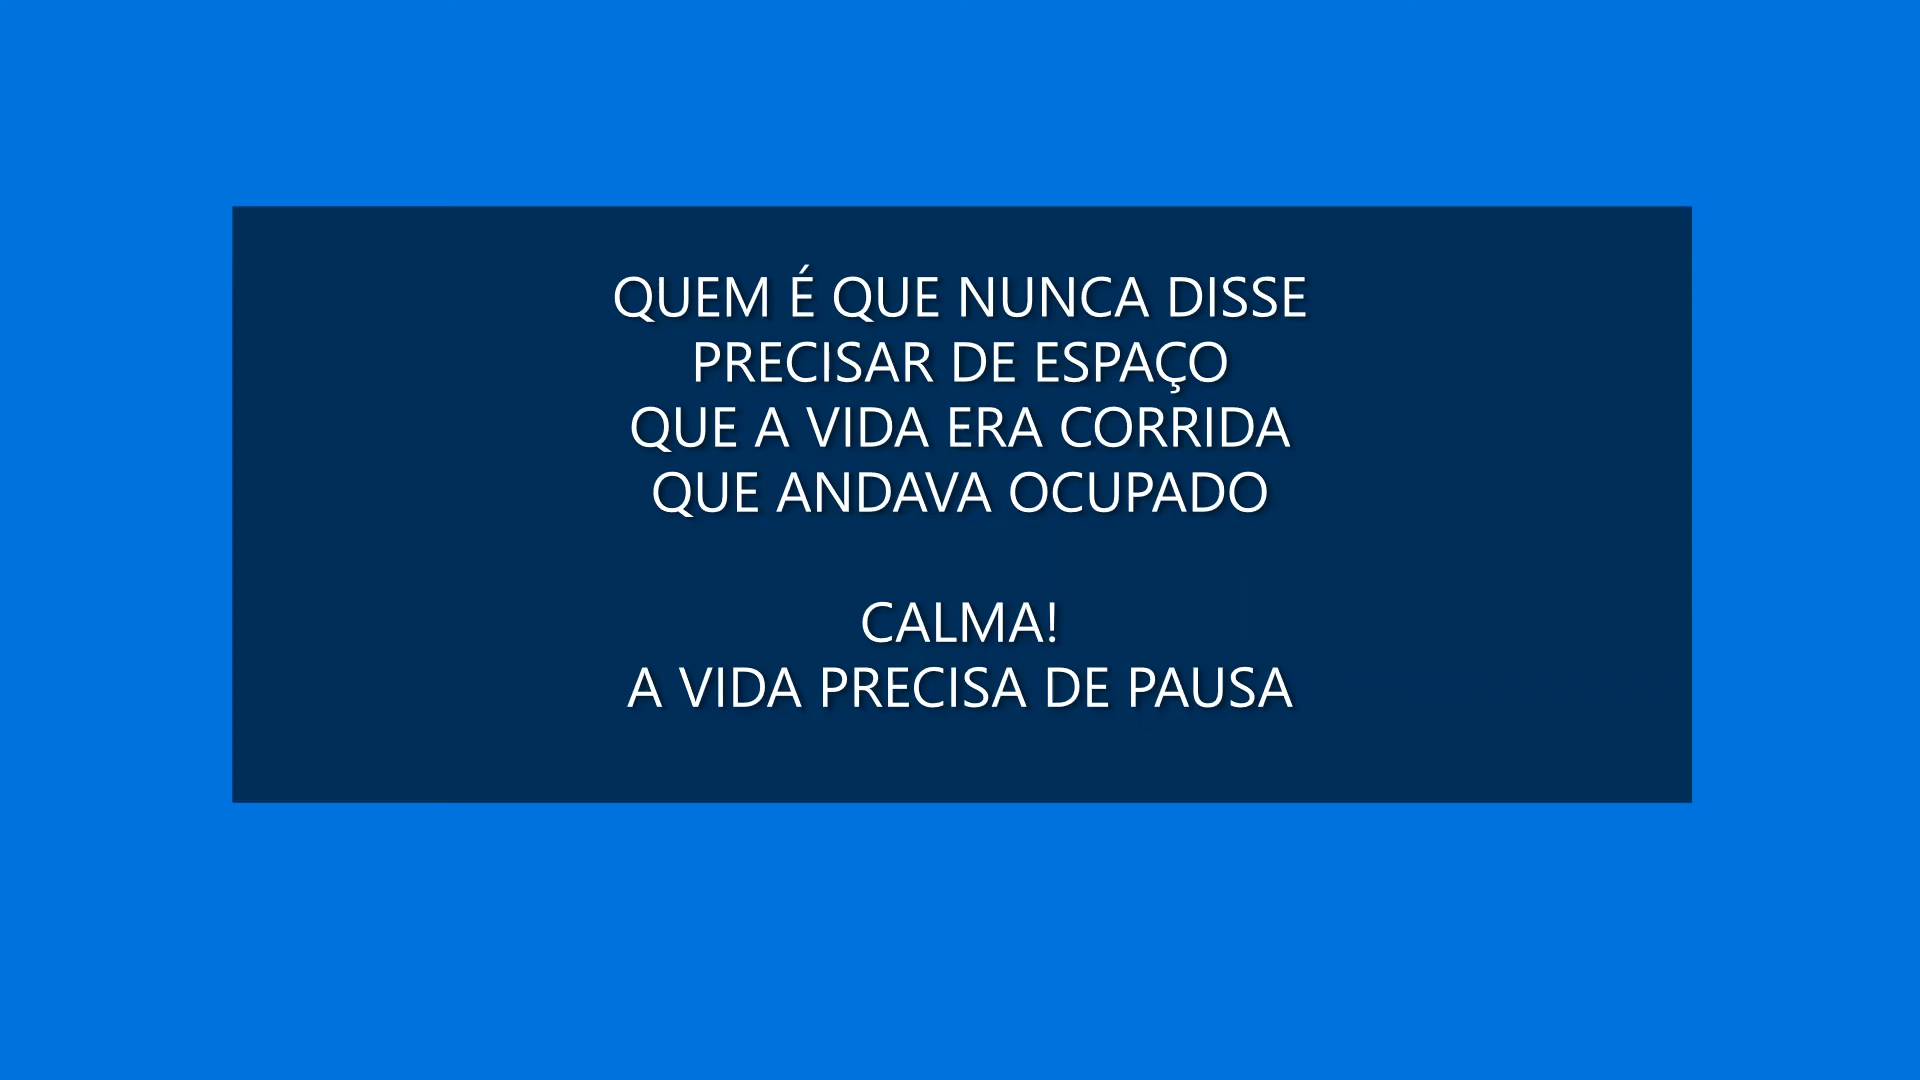 QUEM É QUE NUNCA DISSE
PRECISAR DE ESPAÇO
QUE A VIDA ERA CORRIDA
QUE ANDAVA OCUPADO
CALMA!
A VIDA PRECISA DE PAUSA